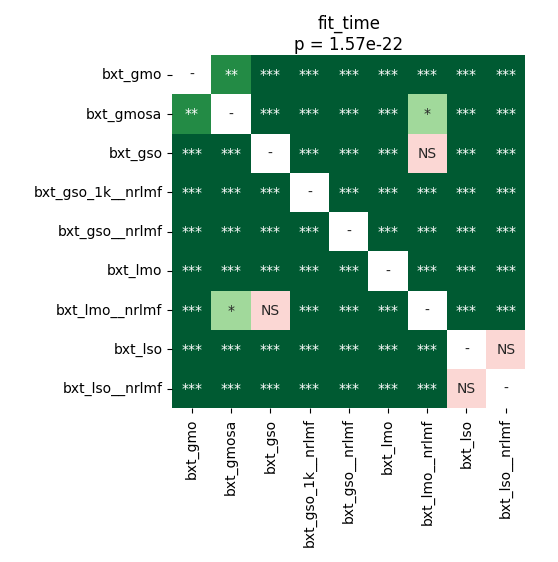 fit_time
p = 1.57e-22
bxt_gmo - ** *** *** *** *** *** *** ***
bxt_gmosa ** - *** *** *** *** * *** ***
bxt_gso *** *** - *** *** *** NS *** ***
bxt_gso_1k__nrlmf *** *** *** - *** *** *** *** ***
bxt_gso__nrlmf *** *** *** *** - *** *** *** ***
bxt_lmo *** *** *** *** *** - *** *** ***
bxt_lmo__nrlmf *** * NS *** *** *** - *** ***
bxt_lso *** *** *** *** *** *** *** - NS
bxt_lso__nrlmf *** *** *** *** *** *** *** NS -
bxt_gmo
bxt_gmosa
bxt_gso
bxt_gso_1k__nrlmf
bxt_gso__nrlmf
bxt_lmo
bxt_lmo__nrlmf
bxt_lso
bxt_lso__nrlmf